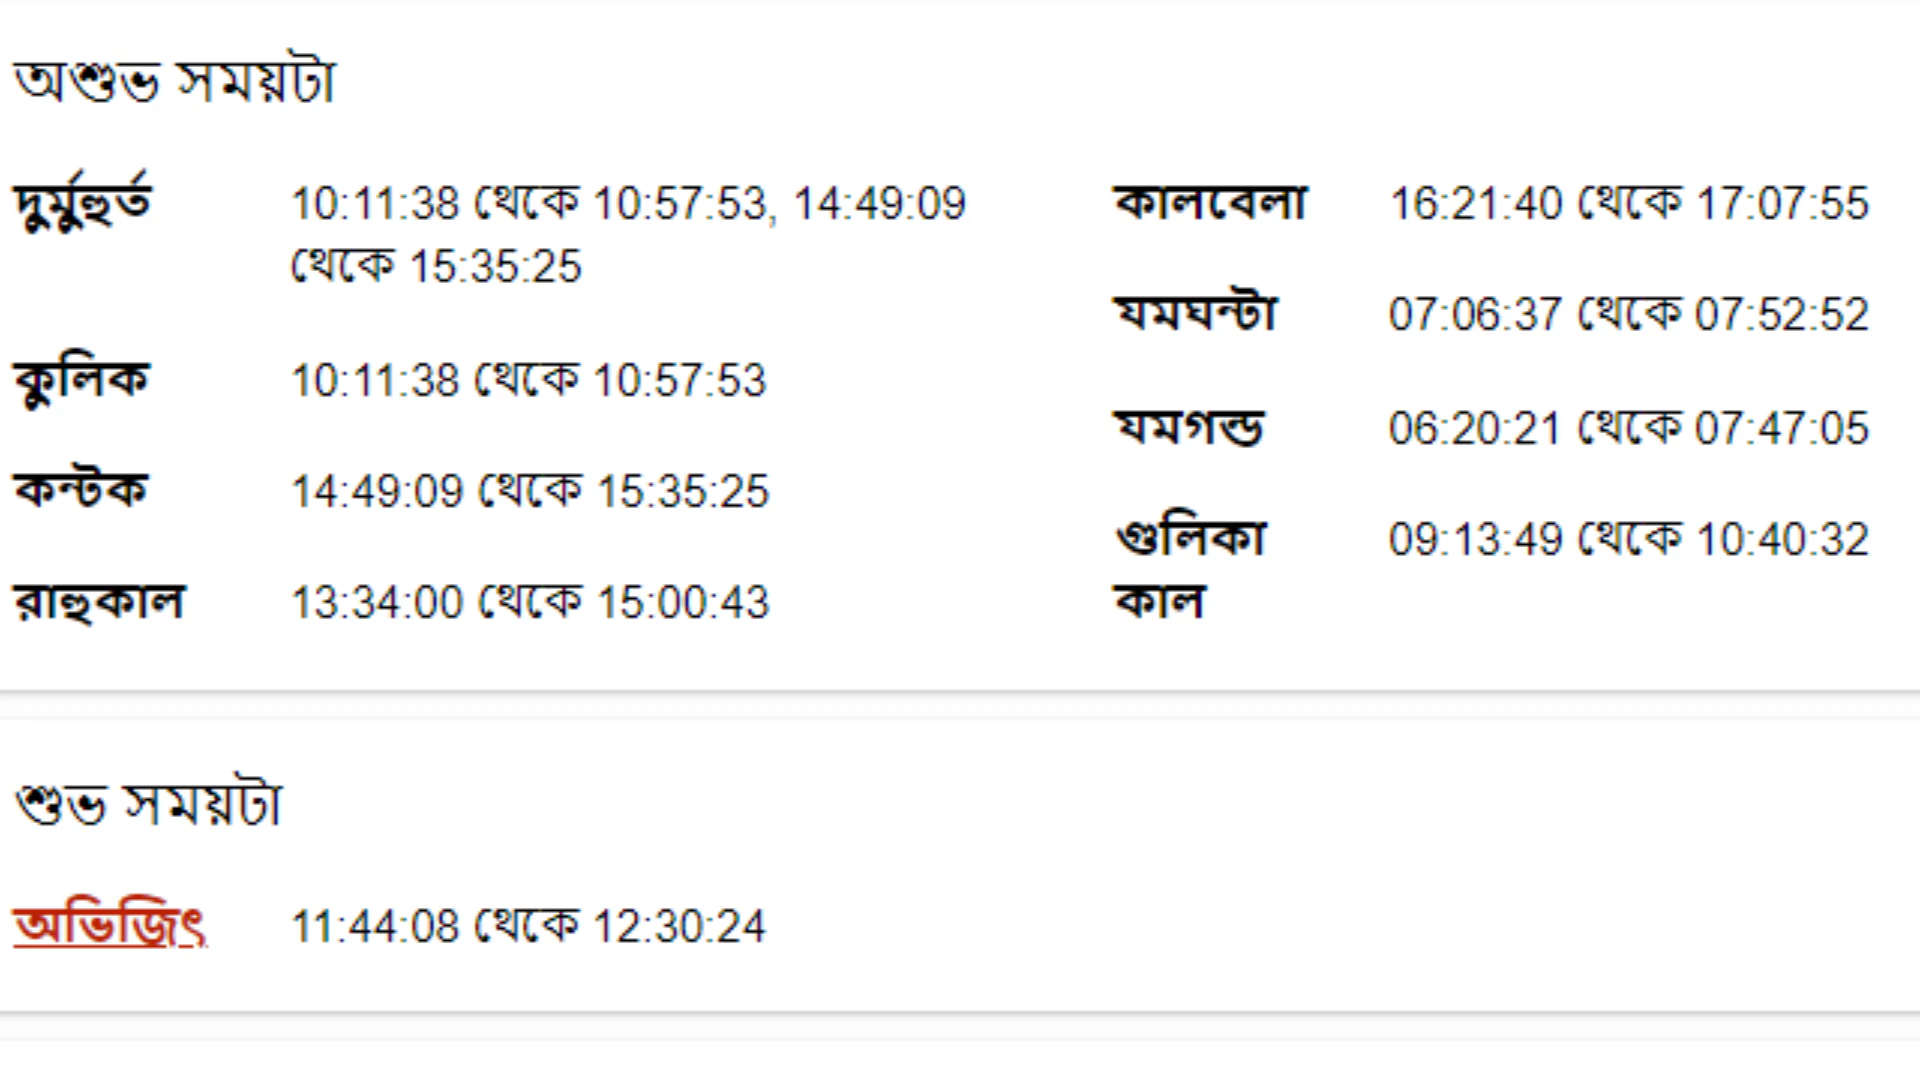 অশুভ সময়টা
দুর্মুহুর্ত 10:11:38 থেকে 10:57:53, 14:49:09
থেকে 15:35:25
কুলিক 10:11:38 থেকে 10:57:53
কন্টক 14:49:09 থেকে 15:35:25
রাহুকাল 13:34:00 থেকে 15:00:43
কালবেলা 16:21:40 থেকে 17:07:55
যমঘন্টা 07:06:37 থেকে 07:52:52
যমগন্ড 06:20:21 থেকে 07:47:05
গুলিকা 09:13:49 থেকে 10:40:32
কাল
শুভ সময়টা
অভিজিৎ 11:44:08 থেকে 12:30:24